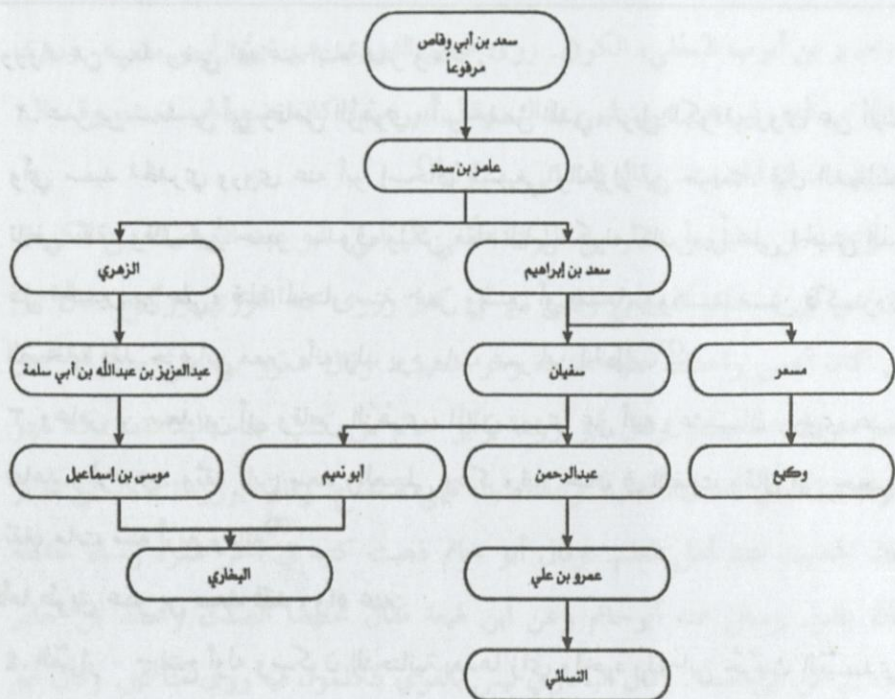 سعد بن أبي وقاص
مرفوعاً
عامر بن سعد
سعد بن إبراهيم
الزهري
مسعر
سفيان
عبدالعزيز بن عبدالله بن أبي سلمة
وكيع
عبدالرحمن
ابو نعيم
موسى بن إسماعيل
عمرو بن علي
البخاري
النسائي